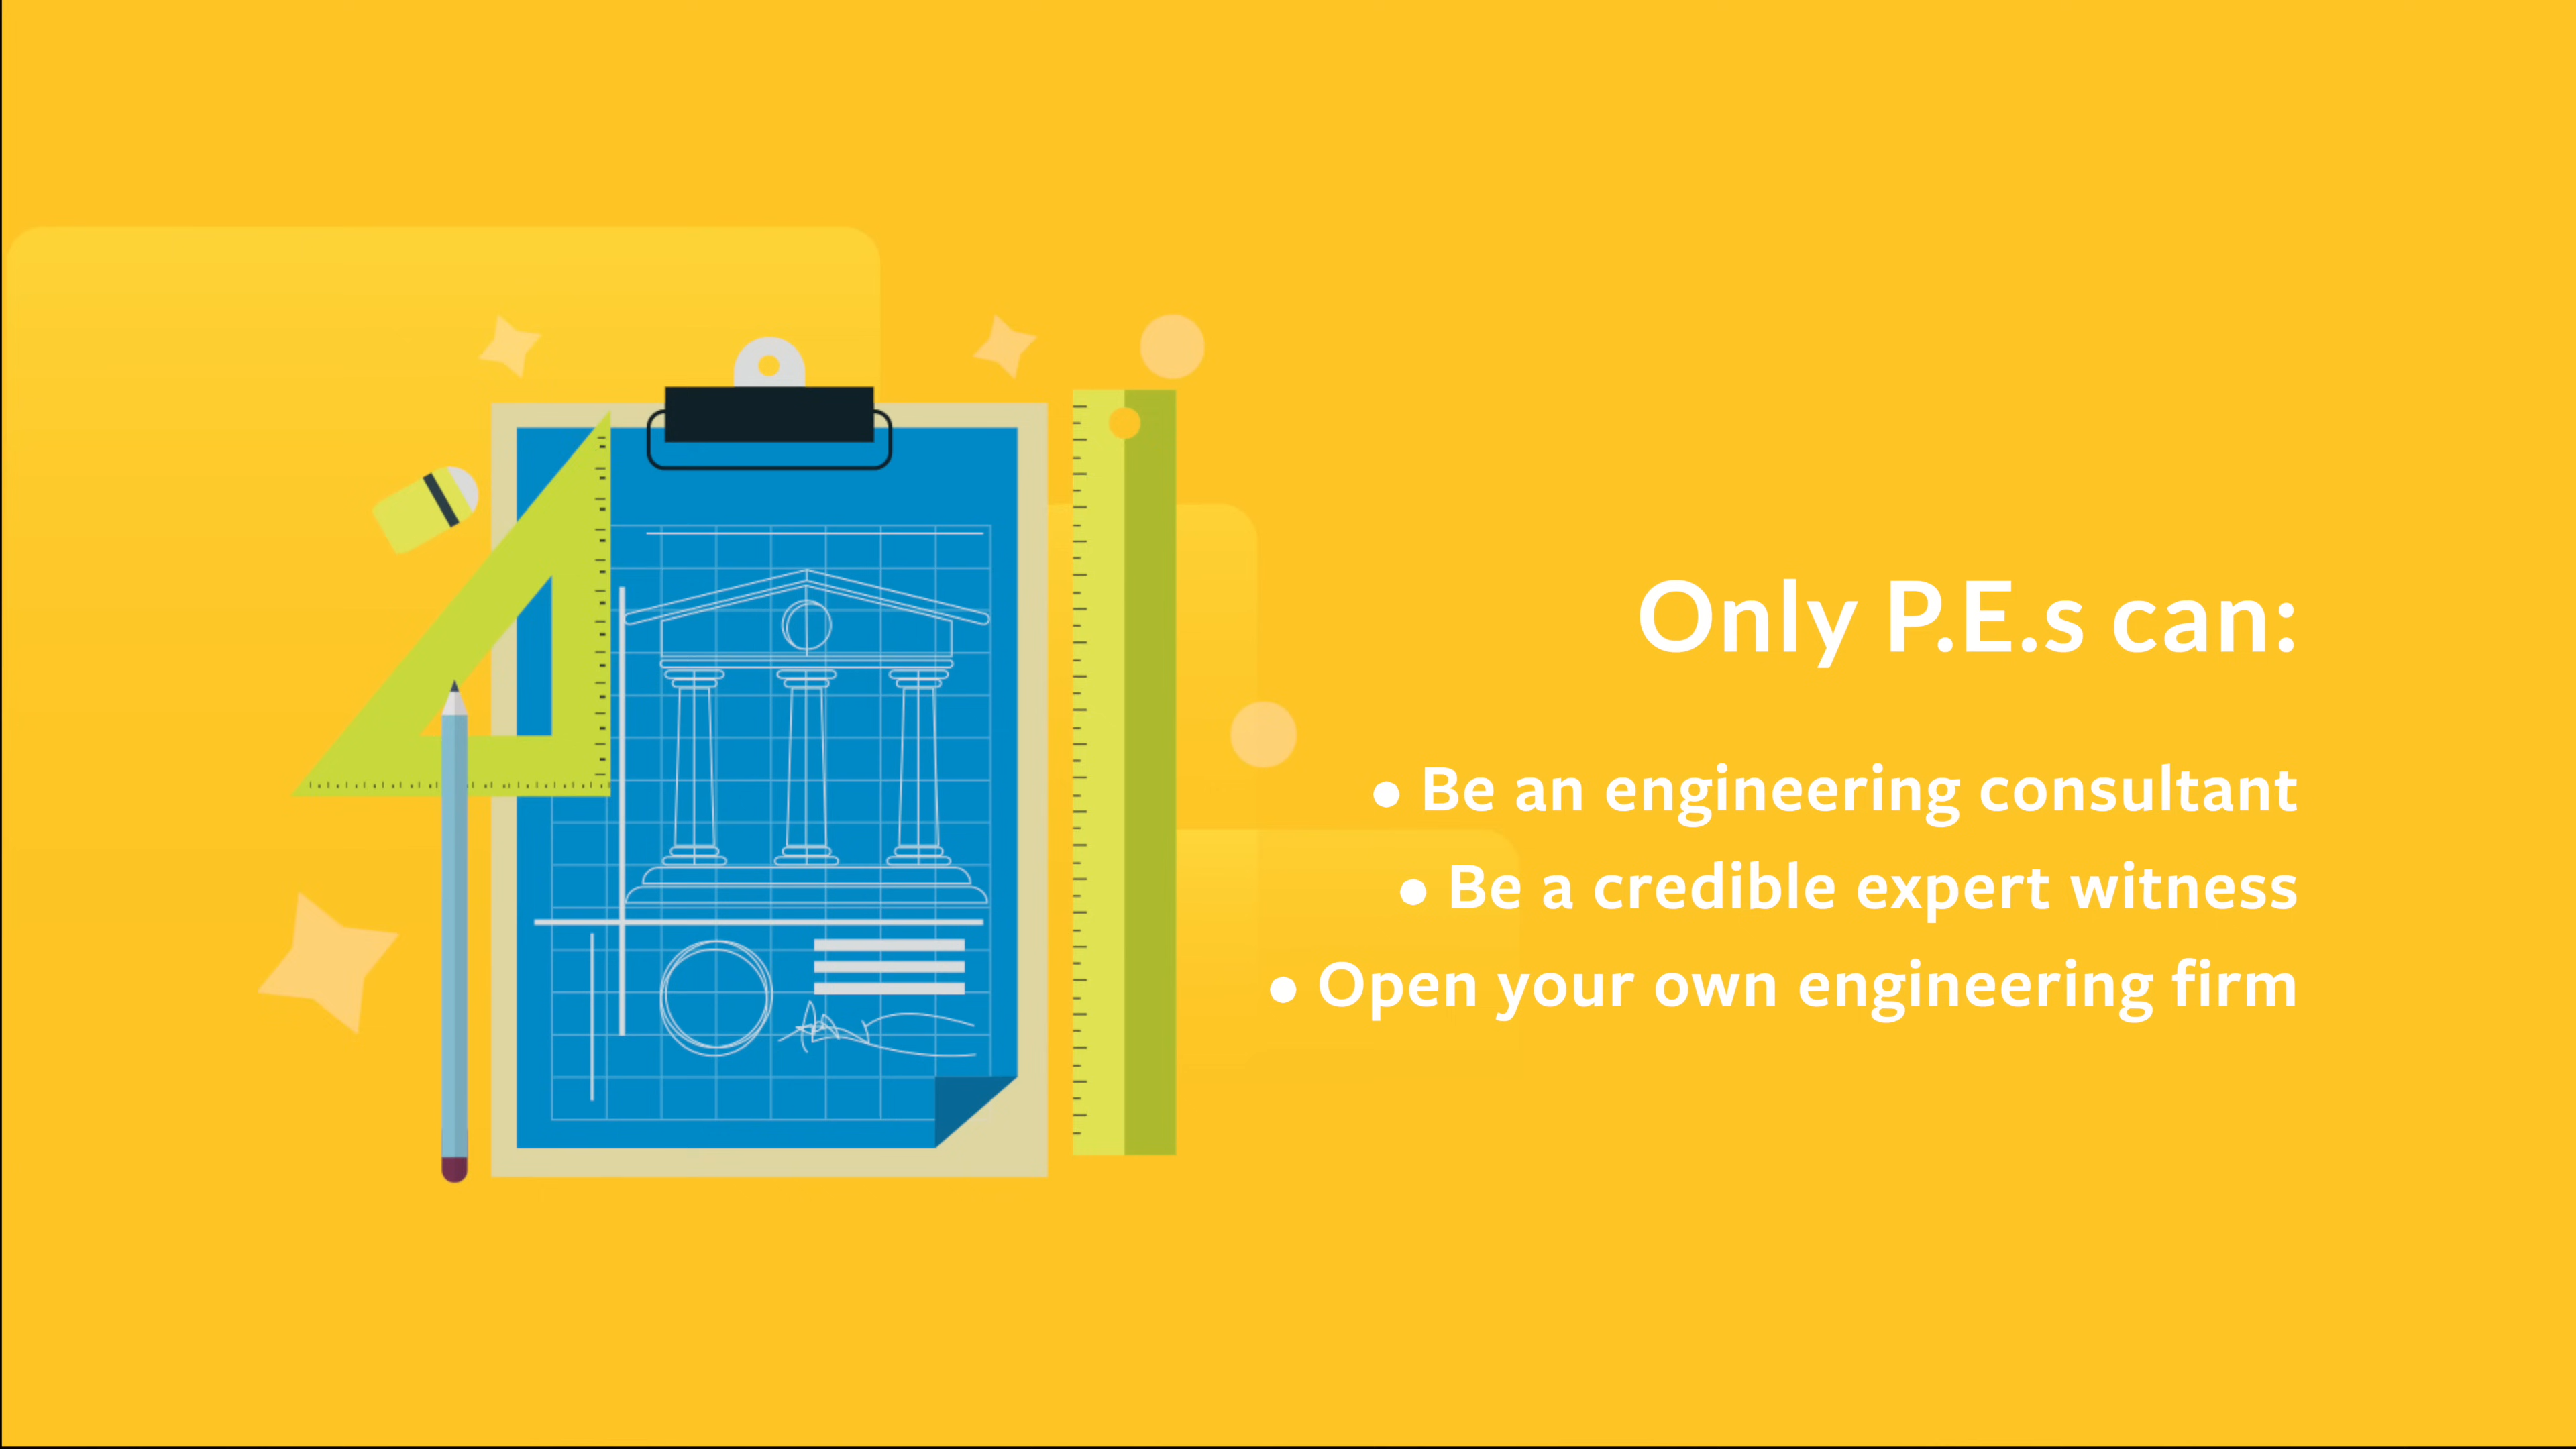 Only P.E.s can:
• Be an engineering consultant
• Be a credible expert witness
• Open your own engineering firm